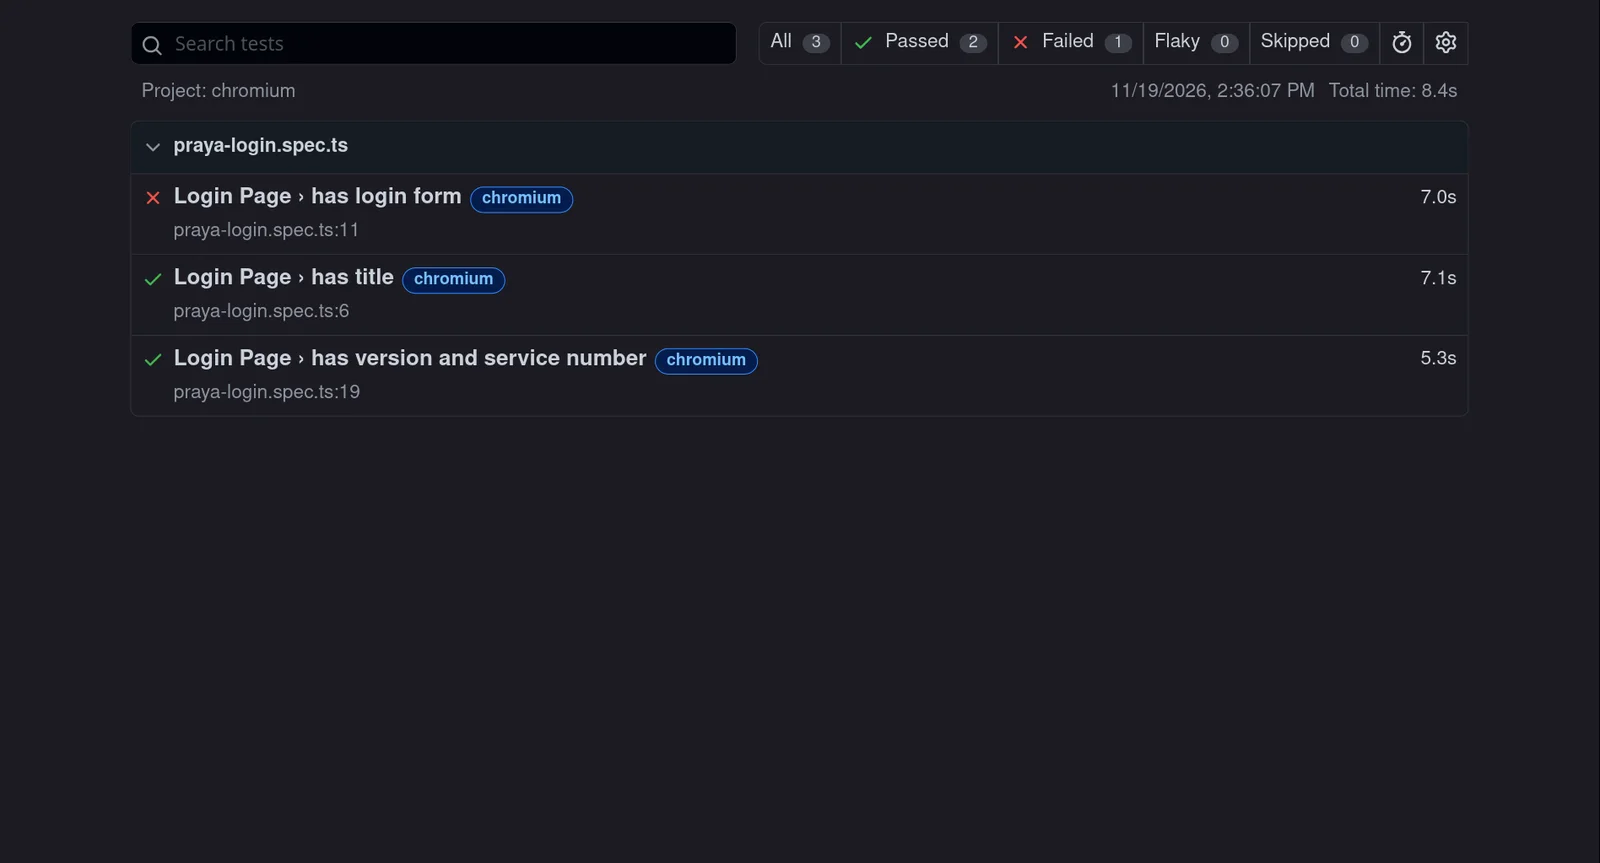 Search tests
All 3 Passed 2 Failed 1 Flaky 0 Skipped 0
Project: chromium 11/19/2026, 2:36:07 PM Total time: 8.4s
praya-login.spec.ts
Login Page › has login form chromium 7.0s
praya-login.spec.ts:11
Login Page › has title chromium 7.1s
praya-login.spec.ts:6
Login Page › has version and service number chromium 5.3s
praya-login.spec.ts:19